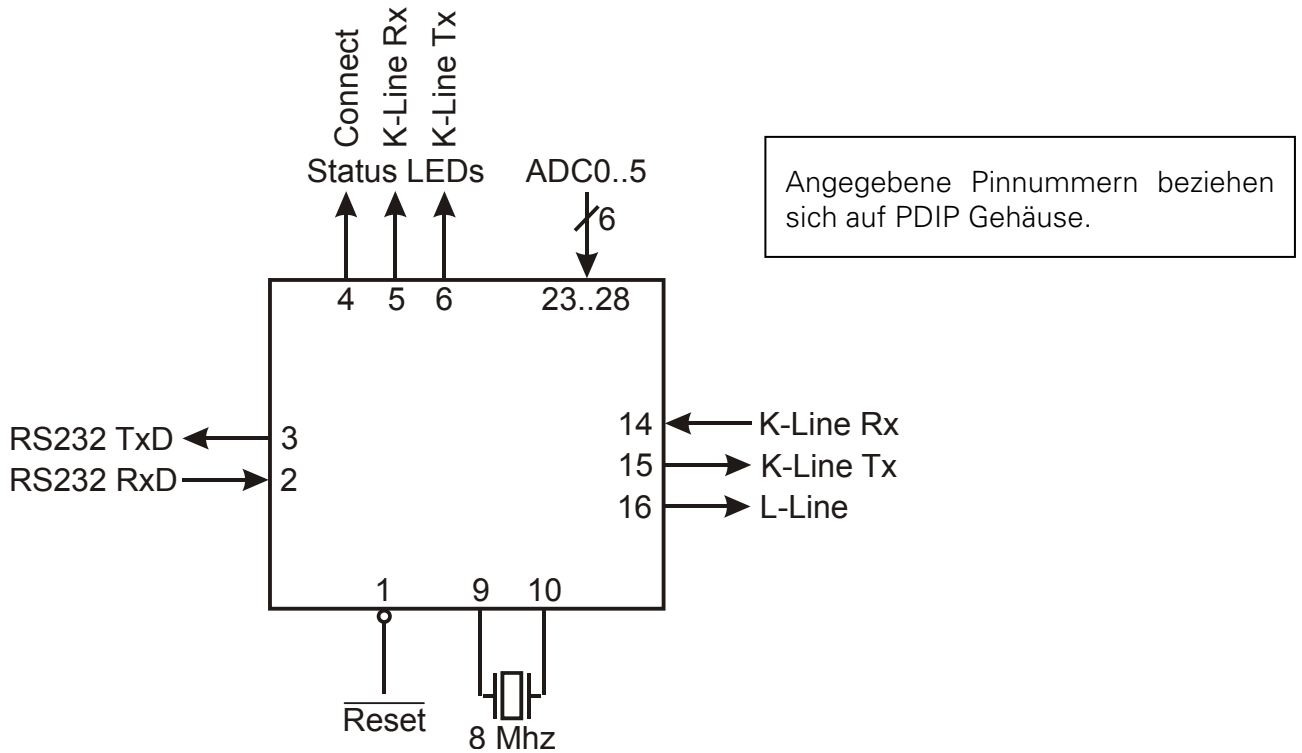 Connect
K-Line Rx
K-Line Tx
Status LEDs
ADC0..5
6
Angegebene Pinnummern beziehen
sich auf PDIP Gehäuse.
4 5 6 23..28
RS232 TxD 3
RS232 RxD 2
14 K-Line Rx
15 K-Line Tx
16 L-Line
1 9 10
Reset
8 Mhz